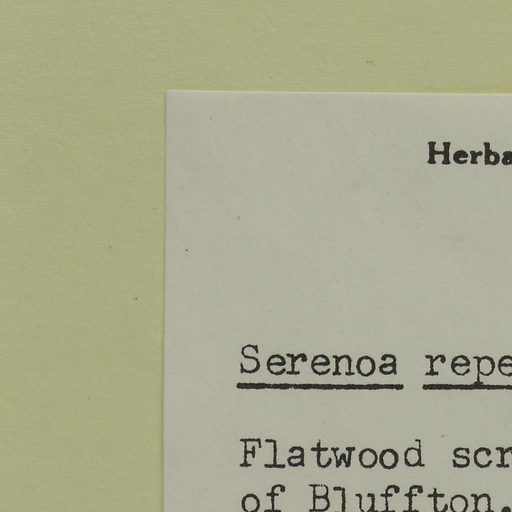 Herba
Serenoa repe
Flatwood scr
of Bluffton.